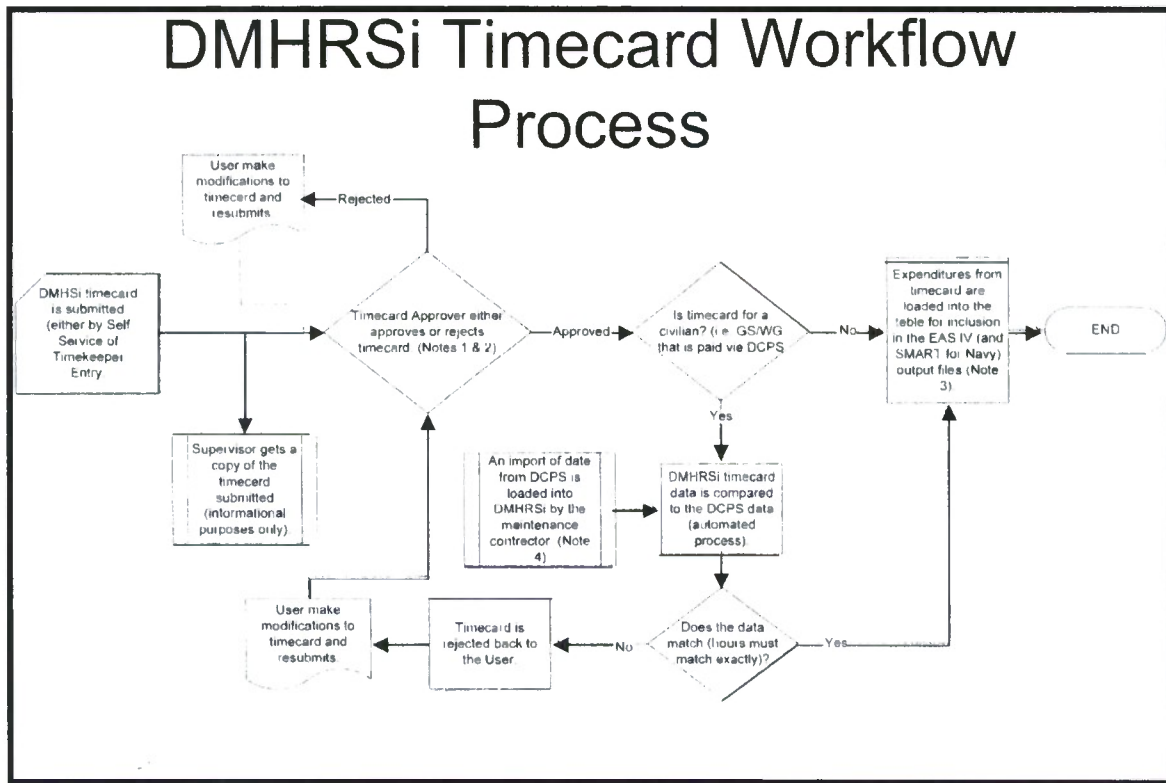 DMHRSi Timecard Workflow
Process
User make
modifications to
timecerd and
resubmits
Rejected
DMHSi timecard
is submitted
(either by Self
Service of
Timekeeper
Entry
Timecard Approver either
approves or rejects
timecard (Notes 1 & 2)
Approved
Is timecard for a
civilian? (i.e. GS/WG
that is paid via DCPS
No
Expenditures from
timecard are
loaded into the
table for inclusion
in the EAS IV (and
SMART for Navy)
output files (Note
3).
END
Yes
Supervisor gets a
copy of the
timecerd
submitted
(informational
purposes only).
An import of date
from DCPS is
loaded into
DMHRSi by the
maintenance
contractor (Note
4)
DMHRSi timecard
data is compared
to the DCPS data
(automated
process).
User make
modifications to
timecard and
resubmits
Timecard is
rejected back to
the User.
No
Does the data
match (hours must
match exactly)?
Yes